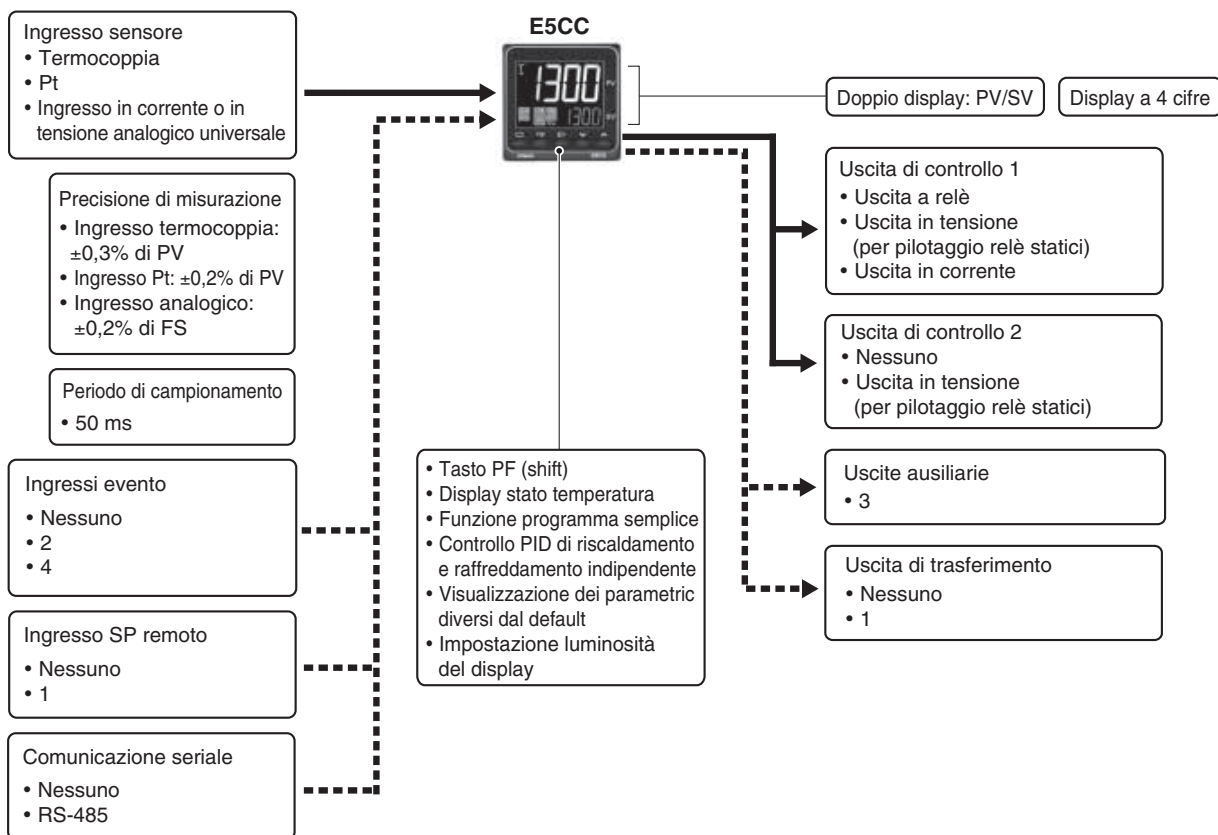 E5CC
Ingresso sensore
• Termocoppia
• Pt
• Ingresso in corrente o in
tensione analogico universale
Precisione di misurazione
• Ingresso termocoppia:
±0,3% di PV
• Ingresso Pt: ±0,2% di PV
• Ingresso analogico:
±0,2% di FS
Periodo di campionamento
• 50 ms
Ingressi evento
• Nessuno
• 2
• 4
Ingresso SP remoto
• Nessuno
• 1
Comunicazione seriale
• Nessuno
• RS-485
1300
PV
1300
SV
• Tasto PF (shift)
• Display stato temperatura
• Funzione programma semplice
• Controllo PID di riscaldamento
e raffreddamento indipendente
• Visualizzazione dei parametric
diversi dal default
• Impostazione luminosità
del display
Doppio display: PV/SV
Display a 4 cifre
Uscita di controllo 1
• Uscita a relè
• Uscita in tensione
(per pilotaggio relè statici)
• Uscita in corrente
Uscita di controllo 2
• Nessuno
• Uscita in tensione
(per pilotaggio relè statici)
Uscite ausiliarie
• 3
Uscita di trasferimento
• Nessuno
• 1